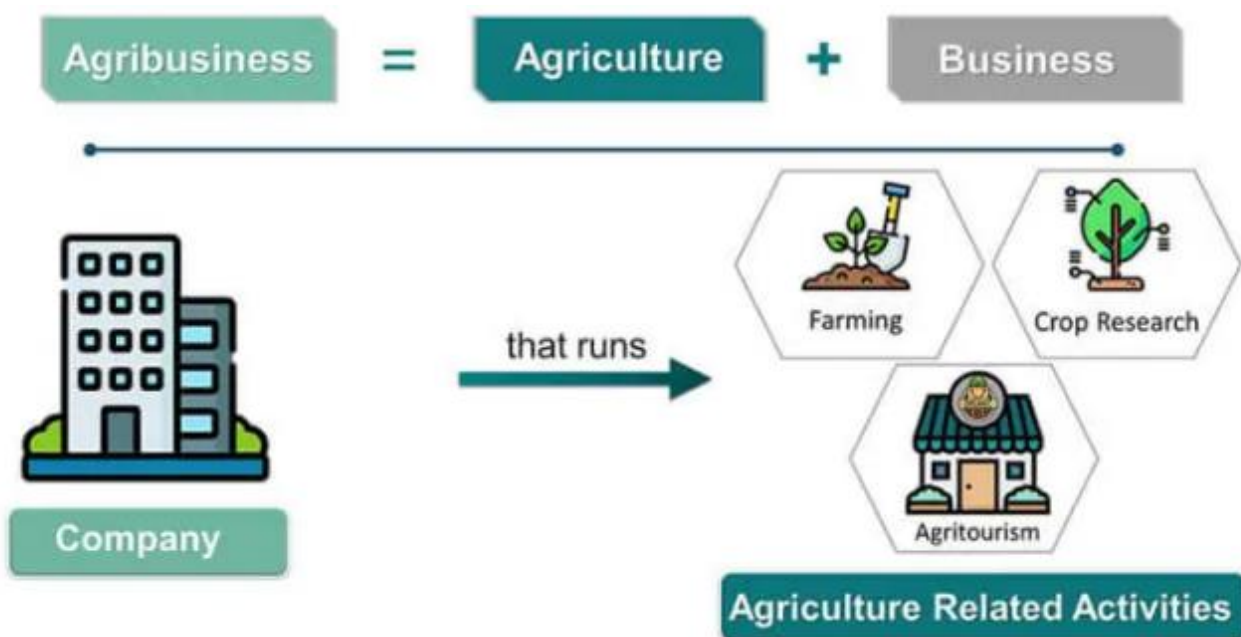 Agribusiness = Agriculture + Business
that runs
Farming
Crop Research
Agritourism
Company
Agriculture Related Activities